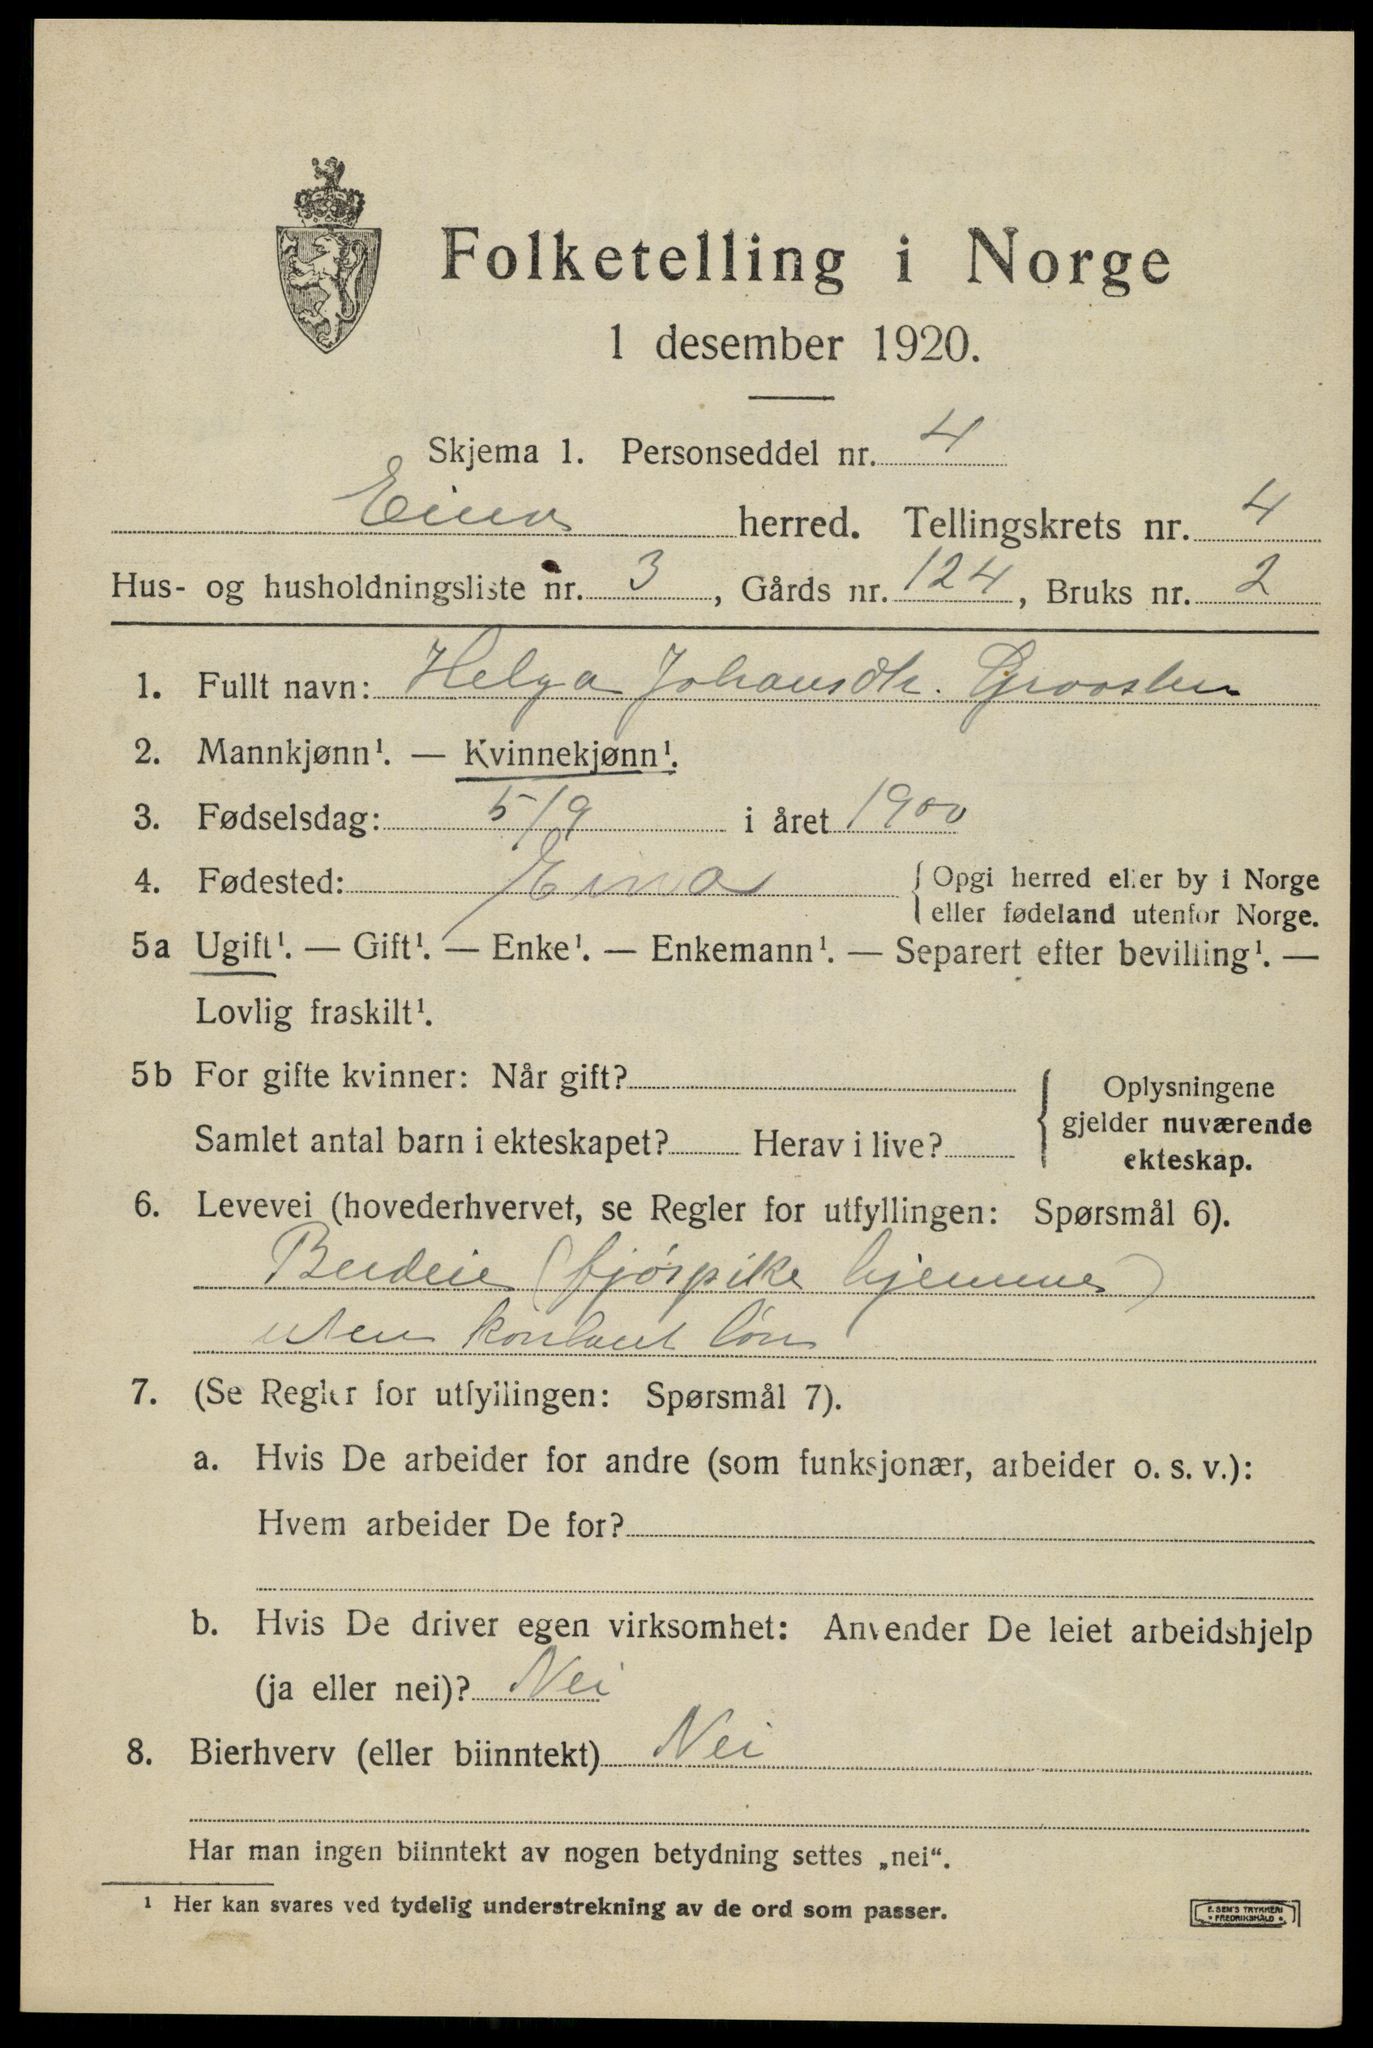 Folketelling i Norge
1 desember 1920.
Skjema 1. Personseddel nr. 4
Eina herred. Tellingskrets nr. 4
Hus- og husholdningsliste nr. 3, Gårds nr. 124, Bruks nr. 2
1. Fullt navn: Helga Johansdtr.
2. Mannkjønn¹. — Kvinnekjønn¹.
3. Fødselsdag: 5/9 i året 1900
4. Fødested: Eina { Opgi herred eller by i Norge
eller fødeland utenfor Norge.
5a Ugift¹. — Gift¹. — Enke¹. — Enkemann¹. — Separert efter bevilling¹. —
Lovlig fraskilt¹.
5b For gifte kvinner: Når gift? { Oplysningene
gjelder nuværende
Samlet antal barn i ekteskapet? Herav i live?
ekteskap.
6. Levevei (hovederhvervet, se Regler for utfyllingen: Spørsmål 6).
Budeie (fjøspike hjemme)
uten kontant løn
7. (Se Regler for utfyllingen: Spørsmål 7).
a. Hvis De arbeider for andre (som funksjonær, arbeider o. s. v.):
Hvem arbeider De for?
b. Hvis De driver egen virksomhet: Anvender De leiet arbeidshjelp
(ja eller nei)? Nei
8. Bierhverv (eller biinntekt) Nei
Har man ingen biinntekt av nogen betydning settes „nei“.
¹ Her kan svares ved tydelig understrekning av de ord som passer.
E. SEM'S TRYKKERI
• FREDRIKSHALD •